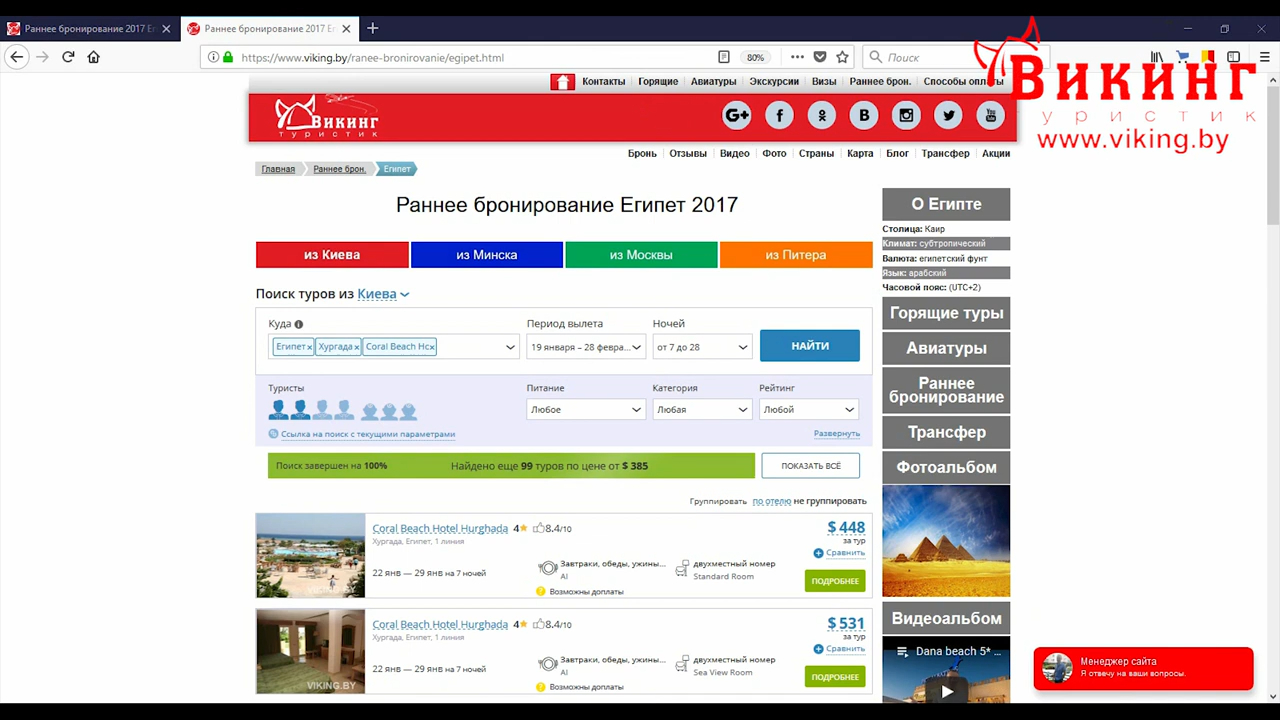 Раннее бронирование 2017 Ег
Раннее бронирование 2017 Ег
https://www.viking.by/ranee-bronirovanie/egipet.html
80%
Поиск
Викинг
туристик
www.viking.by
Контакты Горящие Авиатуры Экскурсии Визы Раннее брон. Способы оплаты
Викинг
туристик
G+ f B You Tube
Бронь Отзывы Видео Фото Страны Карта Блог Трансфер Акции
Главная Раннее брон. Египет
Раннее бронирование Египет 2017
из Киева из Минска из Москвы из Питера
Поиск туров из Киева
Куда Период вылета Ночей
Египет× Хургада× Coral Beach Hc×
19 января – 28 февра... от 7 до 28 НАЙТИ
Туристы Питание Категория Рейтинг
Любое Любая Любой
Ссылка на поиск с текущими параметрами Развернуть
Поиск завершен на 100% Найдено еще 99 туров по цене от $ 385 ПОКАЗАТЬ ВСЁ
Группировать по отелю не группировать
Coral Beach Hotel Hurghada 4 8.4/10 $ 448
Хургада, Египет, 1 линия за тур
Сравнить
22 янв — 29 янв на 7 ночей Завтраки, обеды, ужины... двухместный номер
AI Standard Room ПОДРОБНЕЕ
Возможны доплаты
VIKING.BY
Coral Beach Hotel Hurghada 4 8.4/10 $ 531
Хургада, Египет, 1 линия за тур
Сравнить
22 янв — 29 янв на 7 ночей Завтраки, обеды, ужины... двухместный номер
AI Sea View Room ПОДРОБНЕЕ
Возможны доплаты
VIKING.BY
О Египте
Столица: Каир
Климат: субтропический
Валюта: египетский фунт
Язык: арабский
Часовой пояс: (UTC+2)
Горящие туры
Авиатуры
Раннее
бронирование
Трансфер
Фотоальбом
Видеоальбом
Dana beach 5* ...
Менеджер сайта
Я отвечу на ваши вопросы.